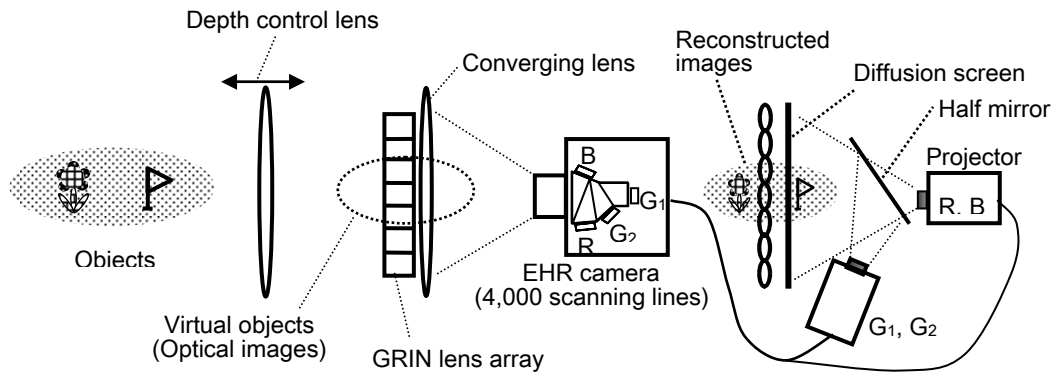 Depth control lens
Converging lens
Reconstructed
images
Diffusion screen
Half mirror
Projector
R, B
B
G1
G2
R
Objects
EHR camera
(4,000 scanning lines)
G1, G2
Virtual objects
(Optical images)
GRIN lens array